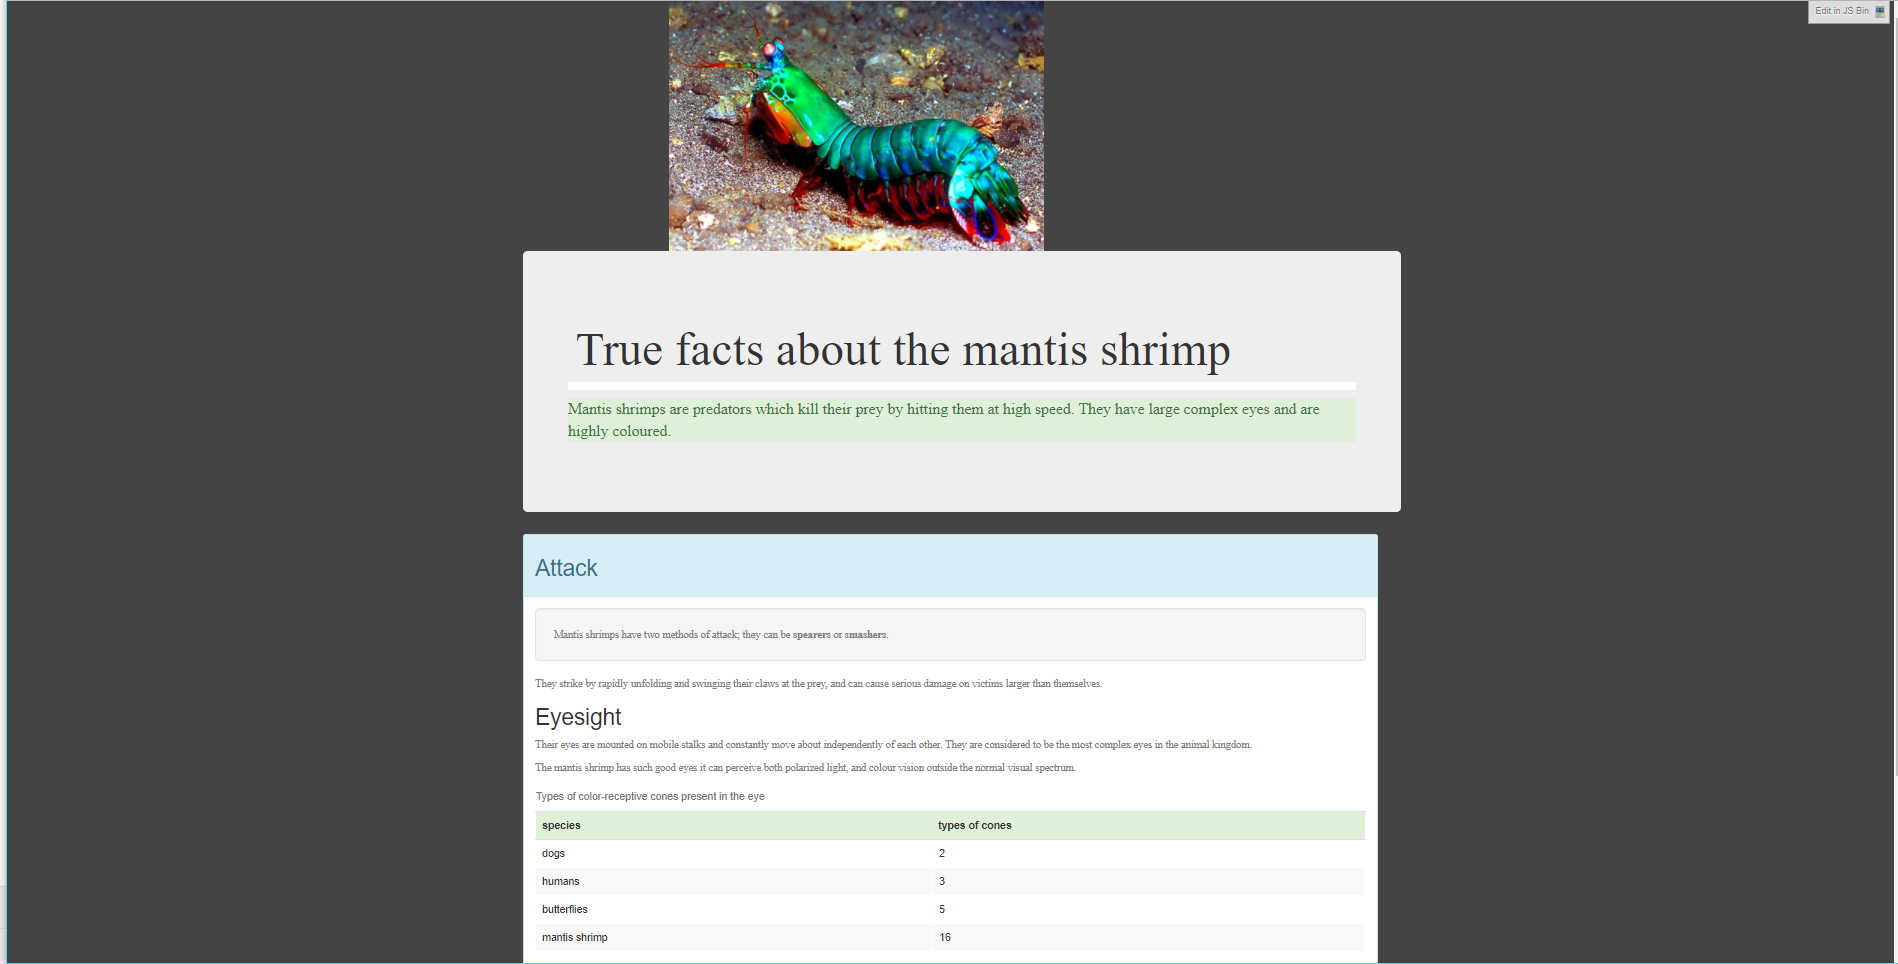 Edit in JS Bin
True facts about the mantis shrimp
Mantis shrimps are predators which kill their prey by hitting them at high speed. They have large complex eyes and are
highly coloured.
Attack
Mantis shrimps have two methods of attack; they can be spearers or smashers.
They strike by rapidly unfolding and swinging their claws at the prey, and can cause serious damage on victims larger than themselves.
Eyesight
Their eyes are mounted on mobile stalks and constantly move about independently of each other. They are considered to be the most complex eyes in the animal kingdom.
The mantis shrimp has such good eyes it can perceive both polarized light, and colour vision outside the normal visual spectrum.
Types of color-receptive cones present in the eye
species types of cones
dogs 2
humans 3
butterflies 5
mantis shrimp 16